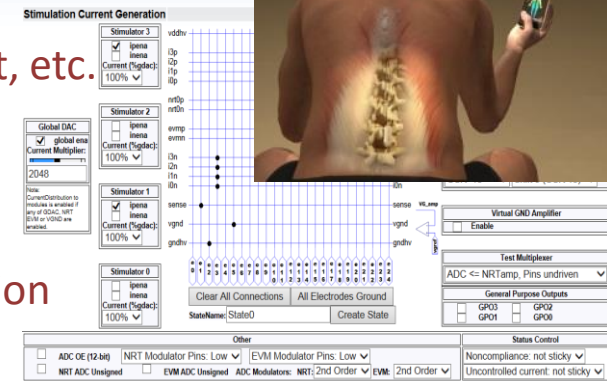 Stimulation Current Generation
t, etc.
on
Stimulator 3
ipena
inena
Current (%gdac):
100%
Stimulator 2
ipena
inena
Current (%gdac):
100%
Global DAC
global ena
Current Multiplier:
2048
Note:
CurrentDistribution to
modules is enabled if
any of GDAC, NRT
EVM or VGND are
enabled.
Stimulator 1
ipena
inena
Current (%gdac):
100%
Stimulator 0
ipena
inena
Current (%gdac):
100%
vddhv
i3p
i2p
i1p
i0p
nrt0p
nrt0n
evmp
evmn
i3n
i2n
i1n
i0n
sense
vgnd
gndhv
i0n
sense
vgnd
gndhv
VG_amp
Clear All Connections All Electrodes Ground
StateName: State0 Create State
Virtual GND Amplifier
Enable
Test Multiplexer
ADC <= NRTamp, Pins undriven
General Purpose Outputs
GPO3 GPO2
GPO1 GPO0
Other
ADC OE (12-bit) NRT Modulator Pins: Low EVM Modulator Pins: Low
NRT ADC Unsigned EVM ADC Unsigned ADC Modulators: NRT: 2nd Order EVM: 2nd Order
Status Control
Noncompliance: not sticky
Uncontrolled current: not sticky